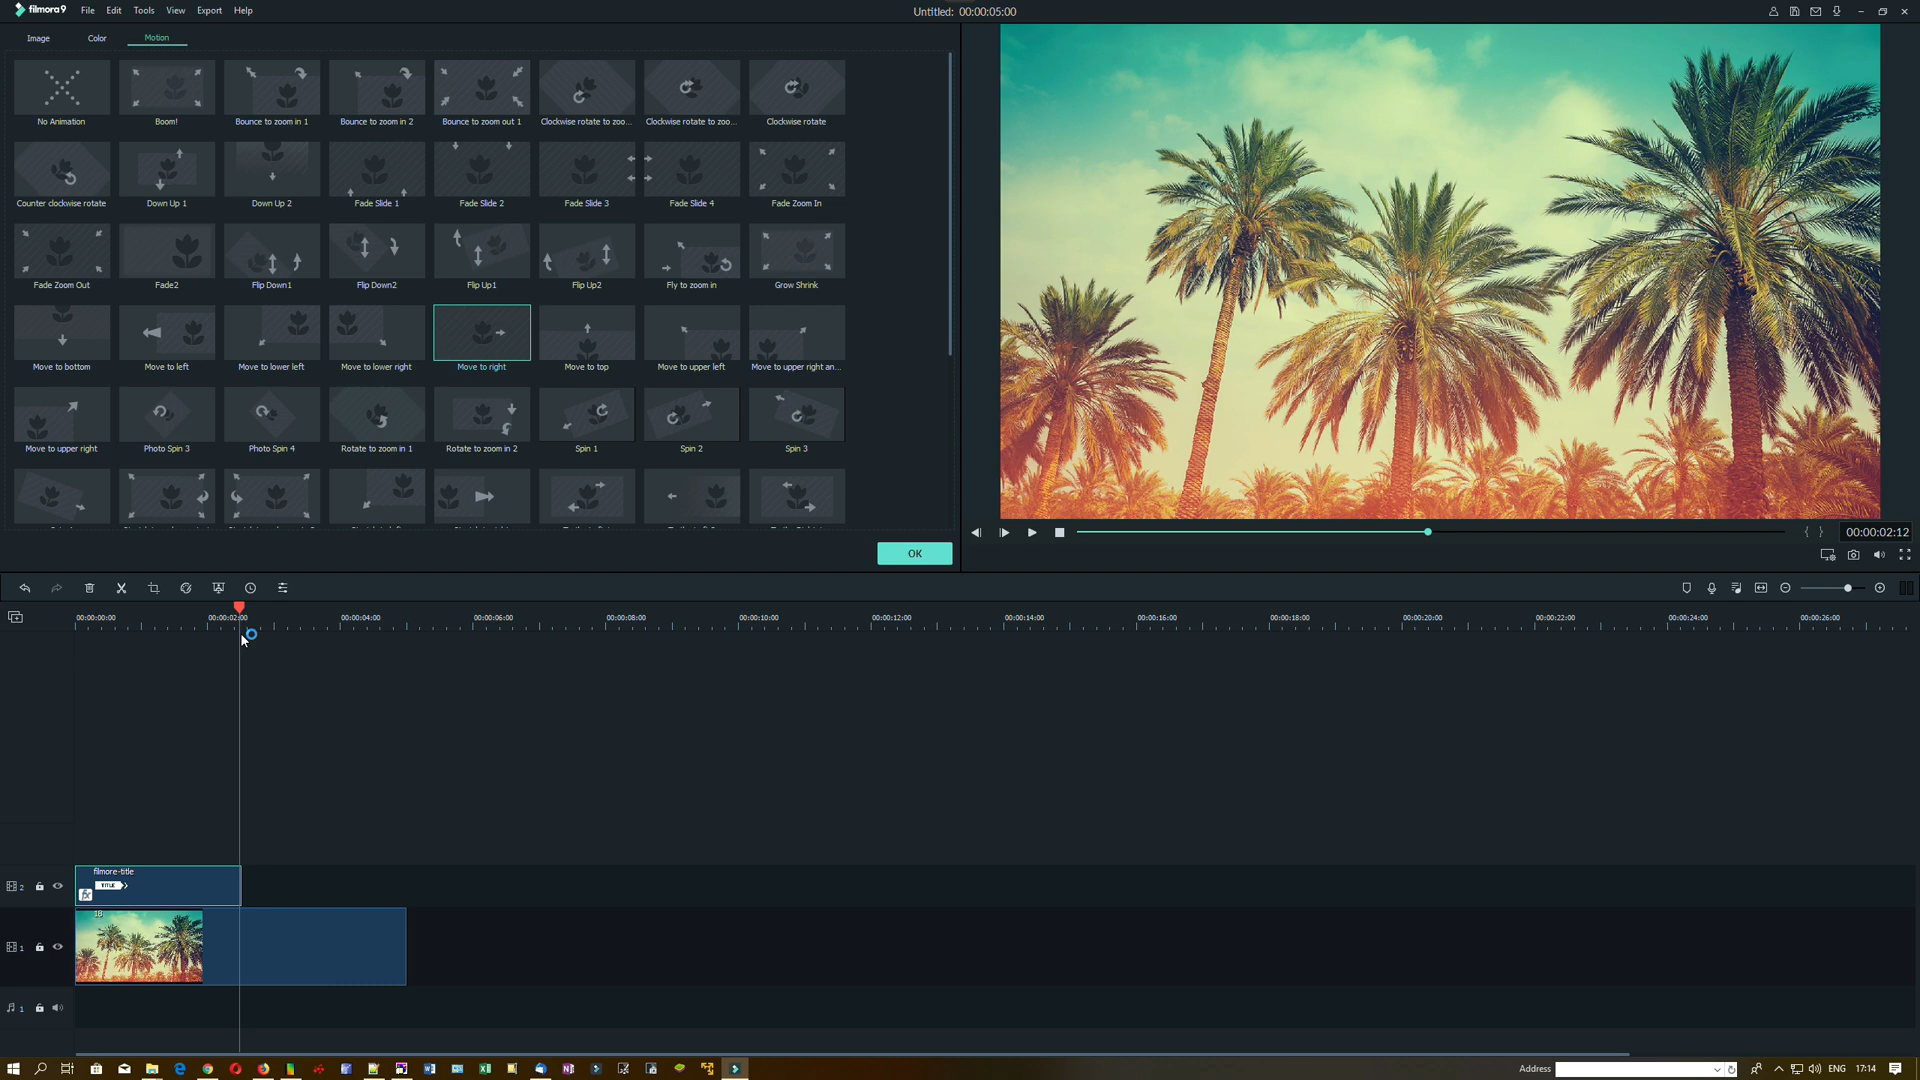 filmora9 File Edit Tools View Export Help
Untitled: 00:00:05:00
Image Color Motion
No Animation Boom! Bounce to zoom in 1 Bounce to zoom in 2 Bounce to zoom out 1 Clockwise rotate to zoo... Clockwise rotate to zoo... Clockwise rotate
Counter clockwise rotate Down Up 1 Down Up 2 Fade Slide 1 Fade Slide 2 Fade Slide 3 Fade Slide 4 Fade Zoom In
Fade Zoom Out Fade2 Flip Down1 Flip Down2 Flip Up1 Flip Up2 Fly to zoom in Grow Shrink
Move to bottom Move to left Move to lower left Move to lower right Move to right Move to top Move to upper left Move to upper right an...
Move to upper right Photo Spin 3 Photo Spin 4 Rotate to zoom in 1 Rotate to zoom in 2 Spin 1 Spin 2 Spin 3
OK
00:00:02:12
00:00:00:00 00:00:02:00 00:00:04:00 00:00:06:00 00:00:08:00 00:00:10:00 00:00:12:00 00:00:14:00 00:00:16:00 00:00:18:00 00:00:20:00 00:00:22:00 00:00:24:00 00:00:26:00
filmore-title
TITLE
fx
2
18
1
1
Address
ENG 17:14